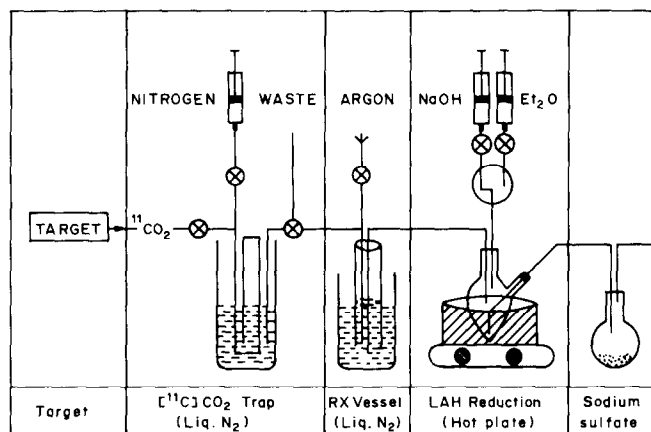 NITROGEN WASTE ARGON NaOH Et₂O
TARGET ¹¹CO₂
Target
[¹¹C] CO₂ Trap
(Liq. N₂)
RX Vessel
(Liq. N₂)
LAH Reduction
(Hot plate)
Sodium
sulfate